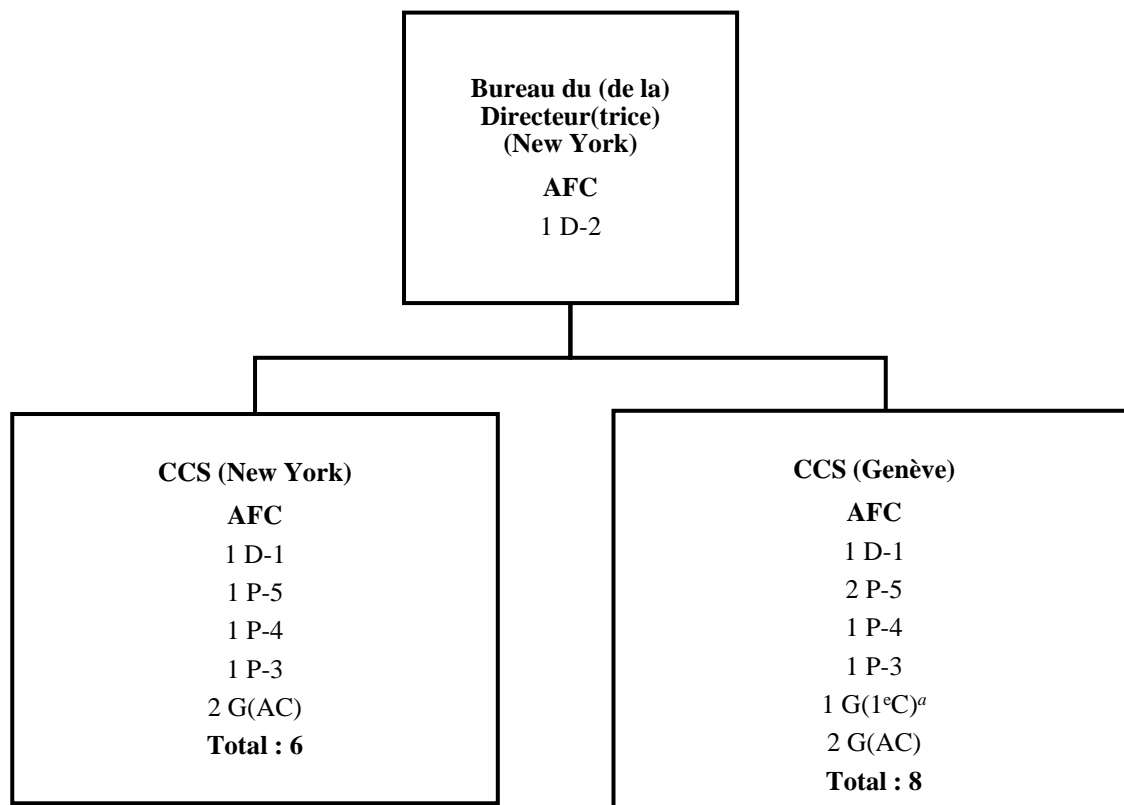 Bureau du (de la)
Directeur(trice)
(New York)
AFC
1 D-2
CCS (New York)
AFC
1 D-1
1 P-5
1 P-4
1 P-3
2 G(AC)
Total : 6
CCS (Genève)
AFC
1 D-1
2 P-5
1 P-4
1 P-3
1 G(1ᵉC)ᵃ
2 G(AC)
Total : 8